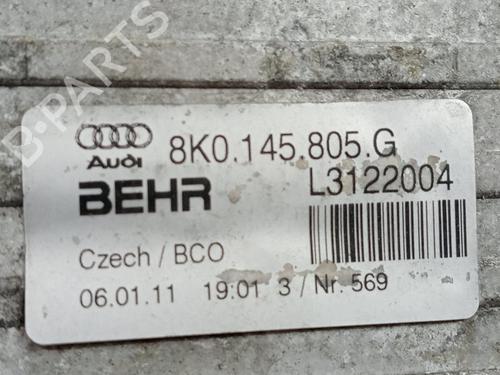 B-PARTS
Audi 8K0.145.805.G
BEHR L3122004
Czech / BCO
06.01.11 19:01 3 / Nr. 569